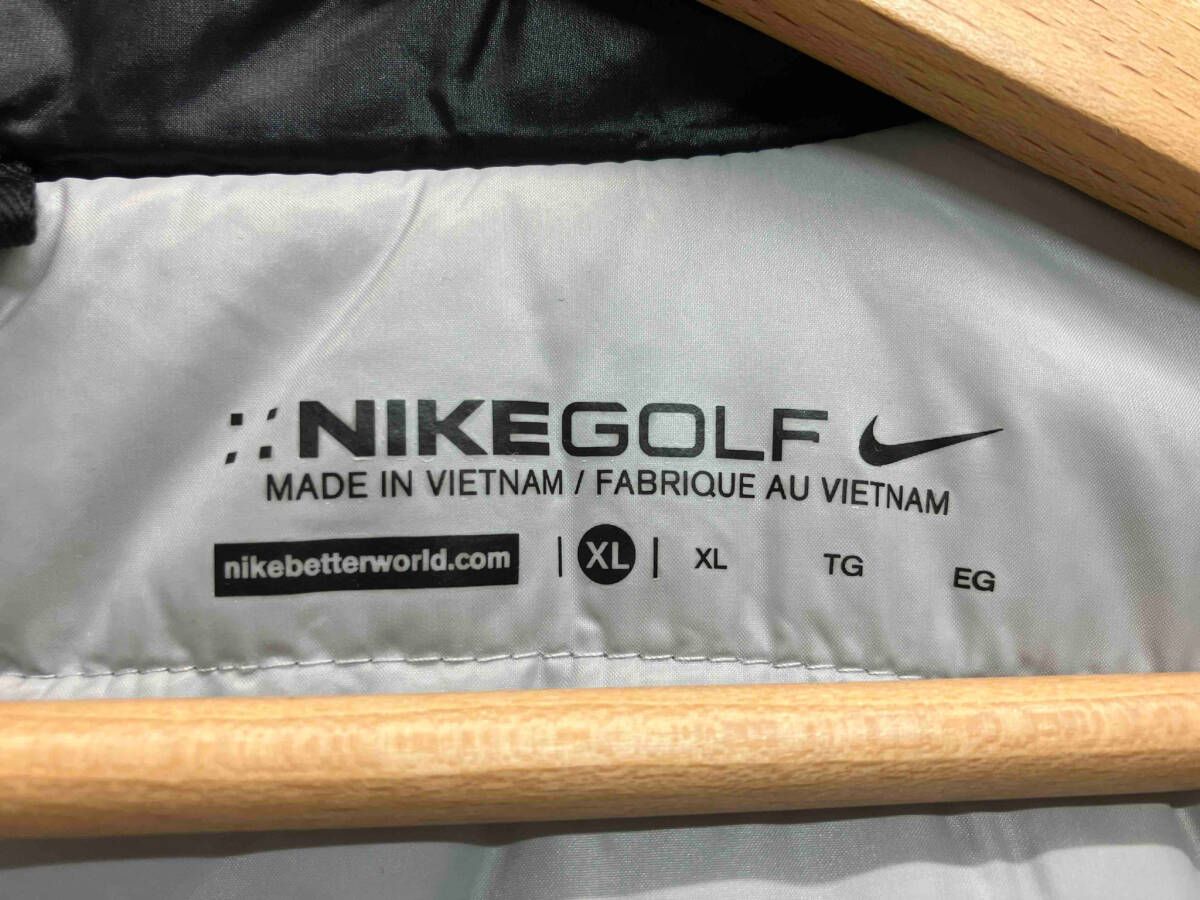 NIKEGOLF
MADE IN VIETNAM / FABRIQUE AU VIETNAM
nikebetterworld.com | XL | XL TG EG